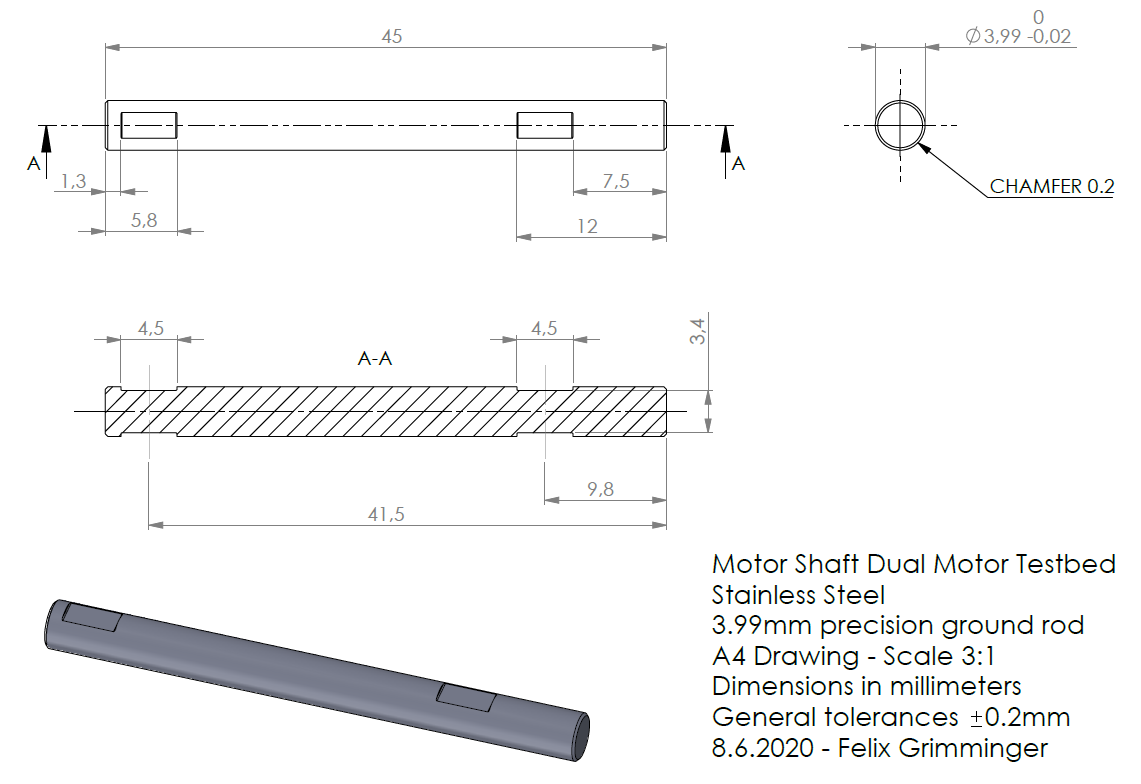 45
0
∅3,99 -0,02
A
A
1,3
7,5
CHAMFER 0.2
5,8
12
4,5
4,5
3,4
A-A
9,8
41,5
Motor Shaft Dual Motor Testbed
Stainless Steel
3.99mm precision ground rod
A4 Drawing - Scale 3:1
Dimensions in millimeters
General tolerances ±0.2mm
8.6.2020 - Felix Grimminger